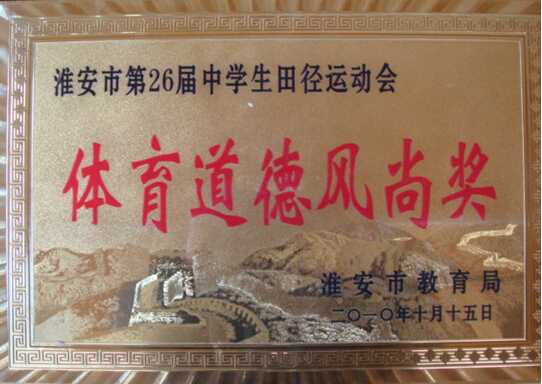 淮安市第26届中学生田径运动会
体育道德风尚奖
淮安市教育局
二〇一〇年十月十五日